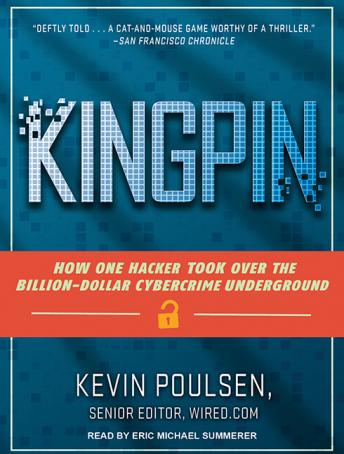 "DEFTLY TOLD . . . A CAT-AND-MOUSE GAME WORTHY OF A THRILLER."
–SAN FRANCISCO CHRONICLE
KINGPIN
HOW ONE HACKER TOOK OVER THE
BILLION-DOLLAR CYBERCRIME UNDERGROUND
KEVIN POULSEN,
SENIOR EDITOR, WIRED.COM
READ BY ERIC MICHAEL SUMMERER